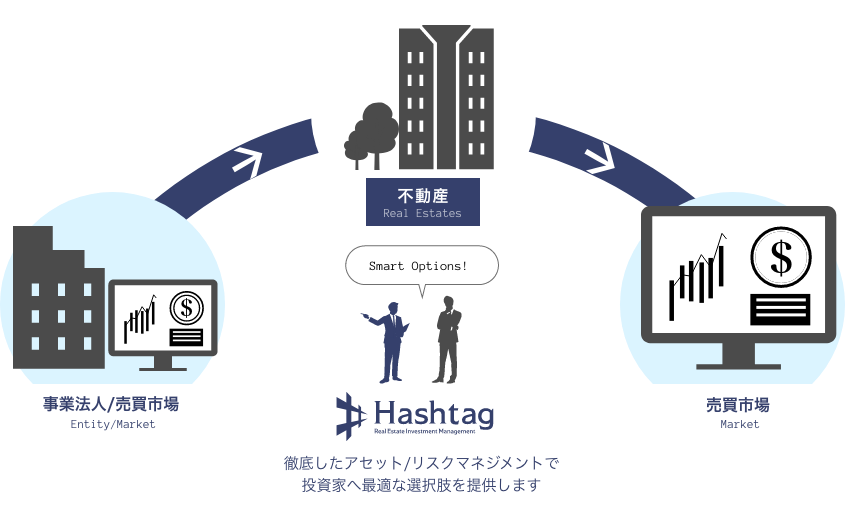 不動産
Real Estates
Smart Options!
$
$
事業法人/売買市場
Entity/Market
売買市場
Market
Hashtag
Real Estate Investment Management
徹底したアセット/リスクマネジメントで
投資家へ最適な選択肢を提供します